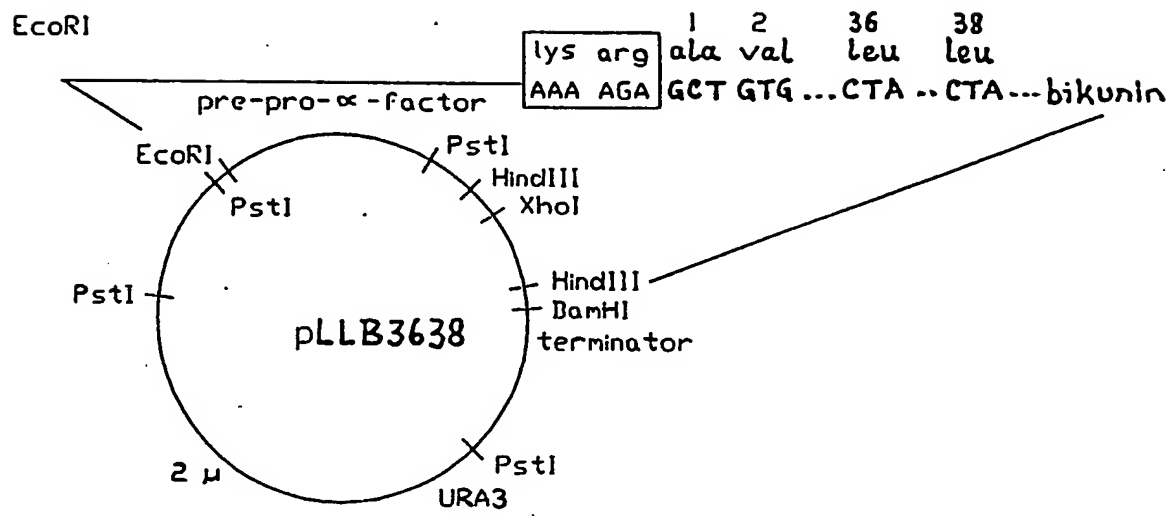 EcoRI
1 2 36 38
lys arg ala val leu leu
AAA AGA GCT GTG ...CTA ..CTA ...bikunin
pre-pro-α-factor
EcoRI
PstI
PstI
HindIII
XhoI
PstI
HindIII
BamHI
terminator
pLLB3638
PstI
2 μ
URA3